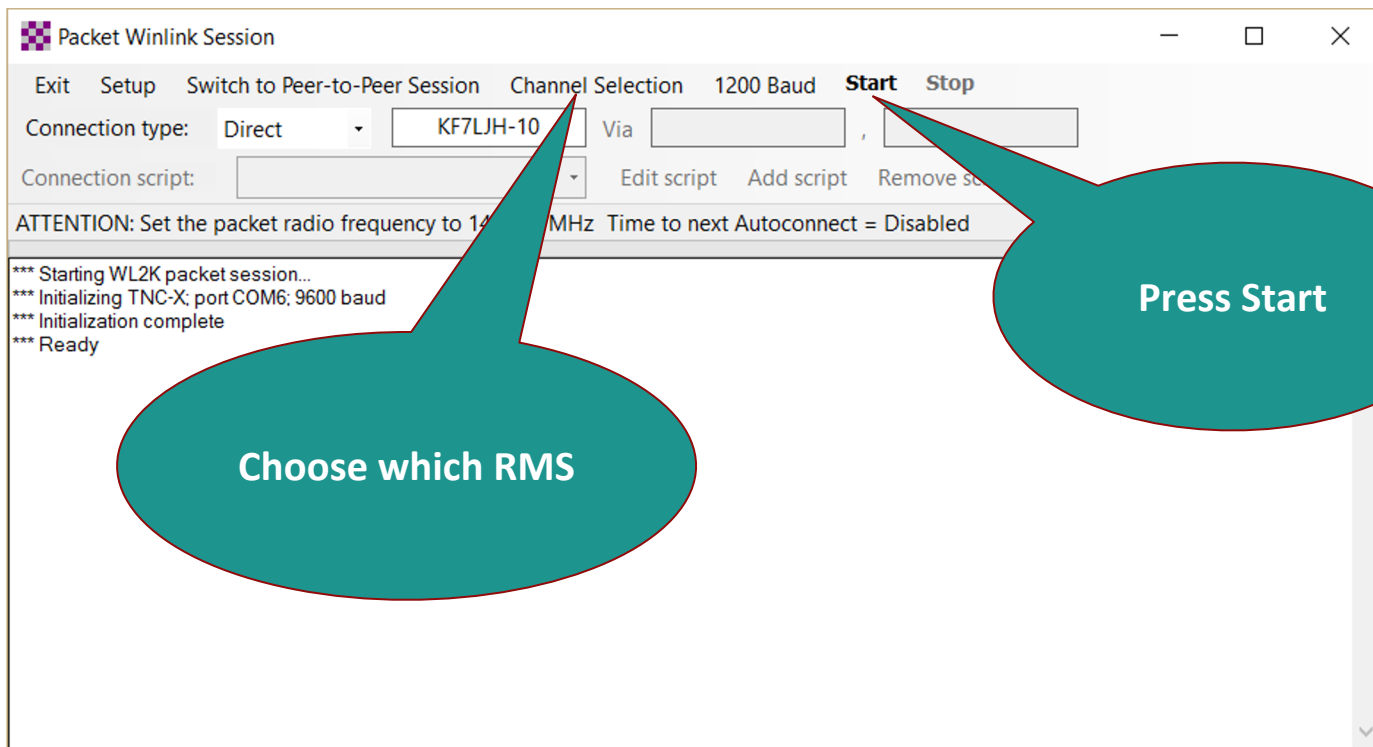 Packet Winlink Session
Exit Setup Switch to Peer-to-Peer Session Channel Selection 1200 Baud Start Stop
Connection type: Direct KF7LJH-10 Via ,
Connection script: Edit script Add script Remove
ATTENTION: Set the packet radio frequency to MHz Time to next Autoconnect = Disabled
*** Starting WL2K packet session...
*** Initializing TNC-X; port COM6; 9600 baud
*** Initialization complete
*** Ready
Press Start
Choose which RMS